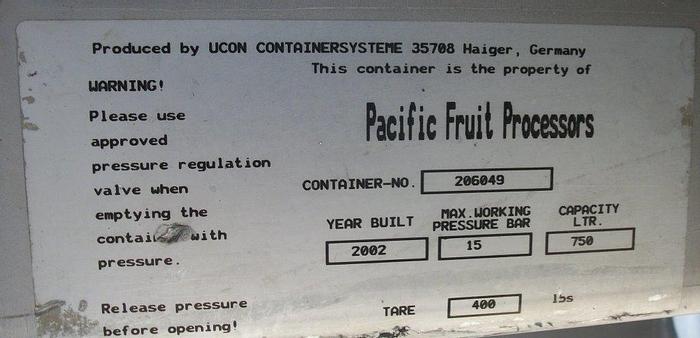 Produced by UCON CONTAINERSYSTEME 35708 Haiger, Germany
This container is the property of
Pacific Fruit Processors
WARNING!
Please use
approved
pressure regulation
valve when
emptying the
with
pressure.
Release pressure
before opening!
CONTAINER-NO. 206049
YEAR BUILT 2002
MAX.WORKING
PRESSURE BAR
15
CAPACITY
LTR.
750
TARE 400 lbs